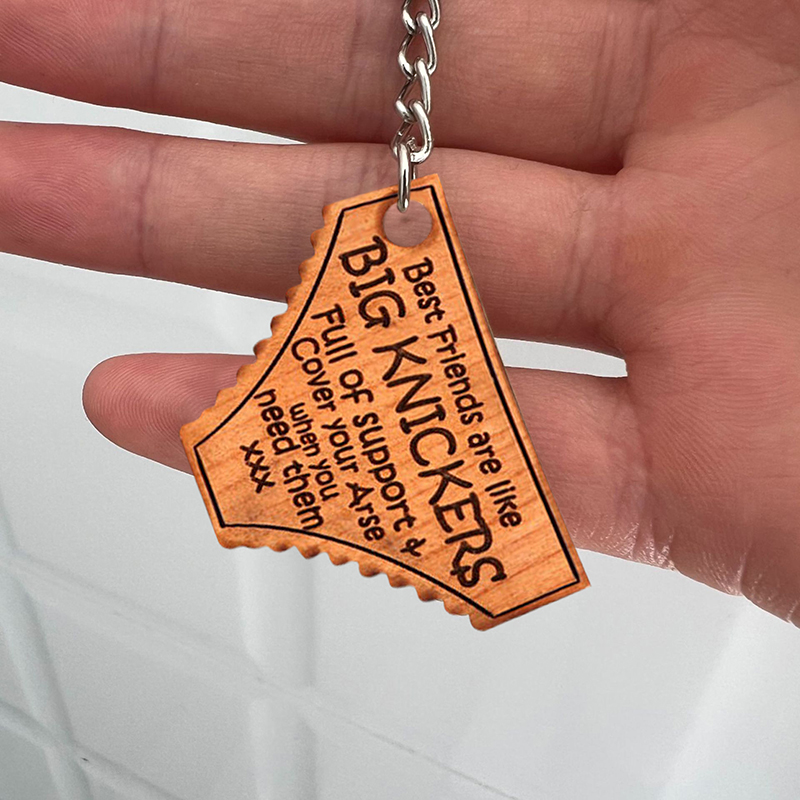 Best Friends are like
BIG KNICKERS
Full of support &
Cover your Arse
when you
need them
xxx